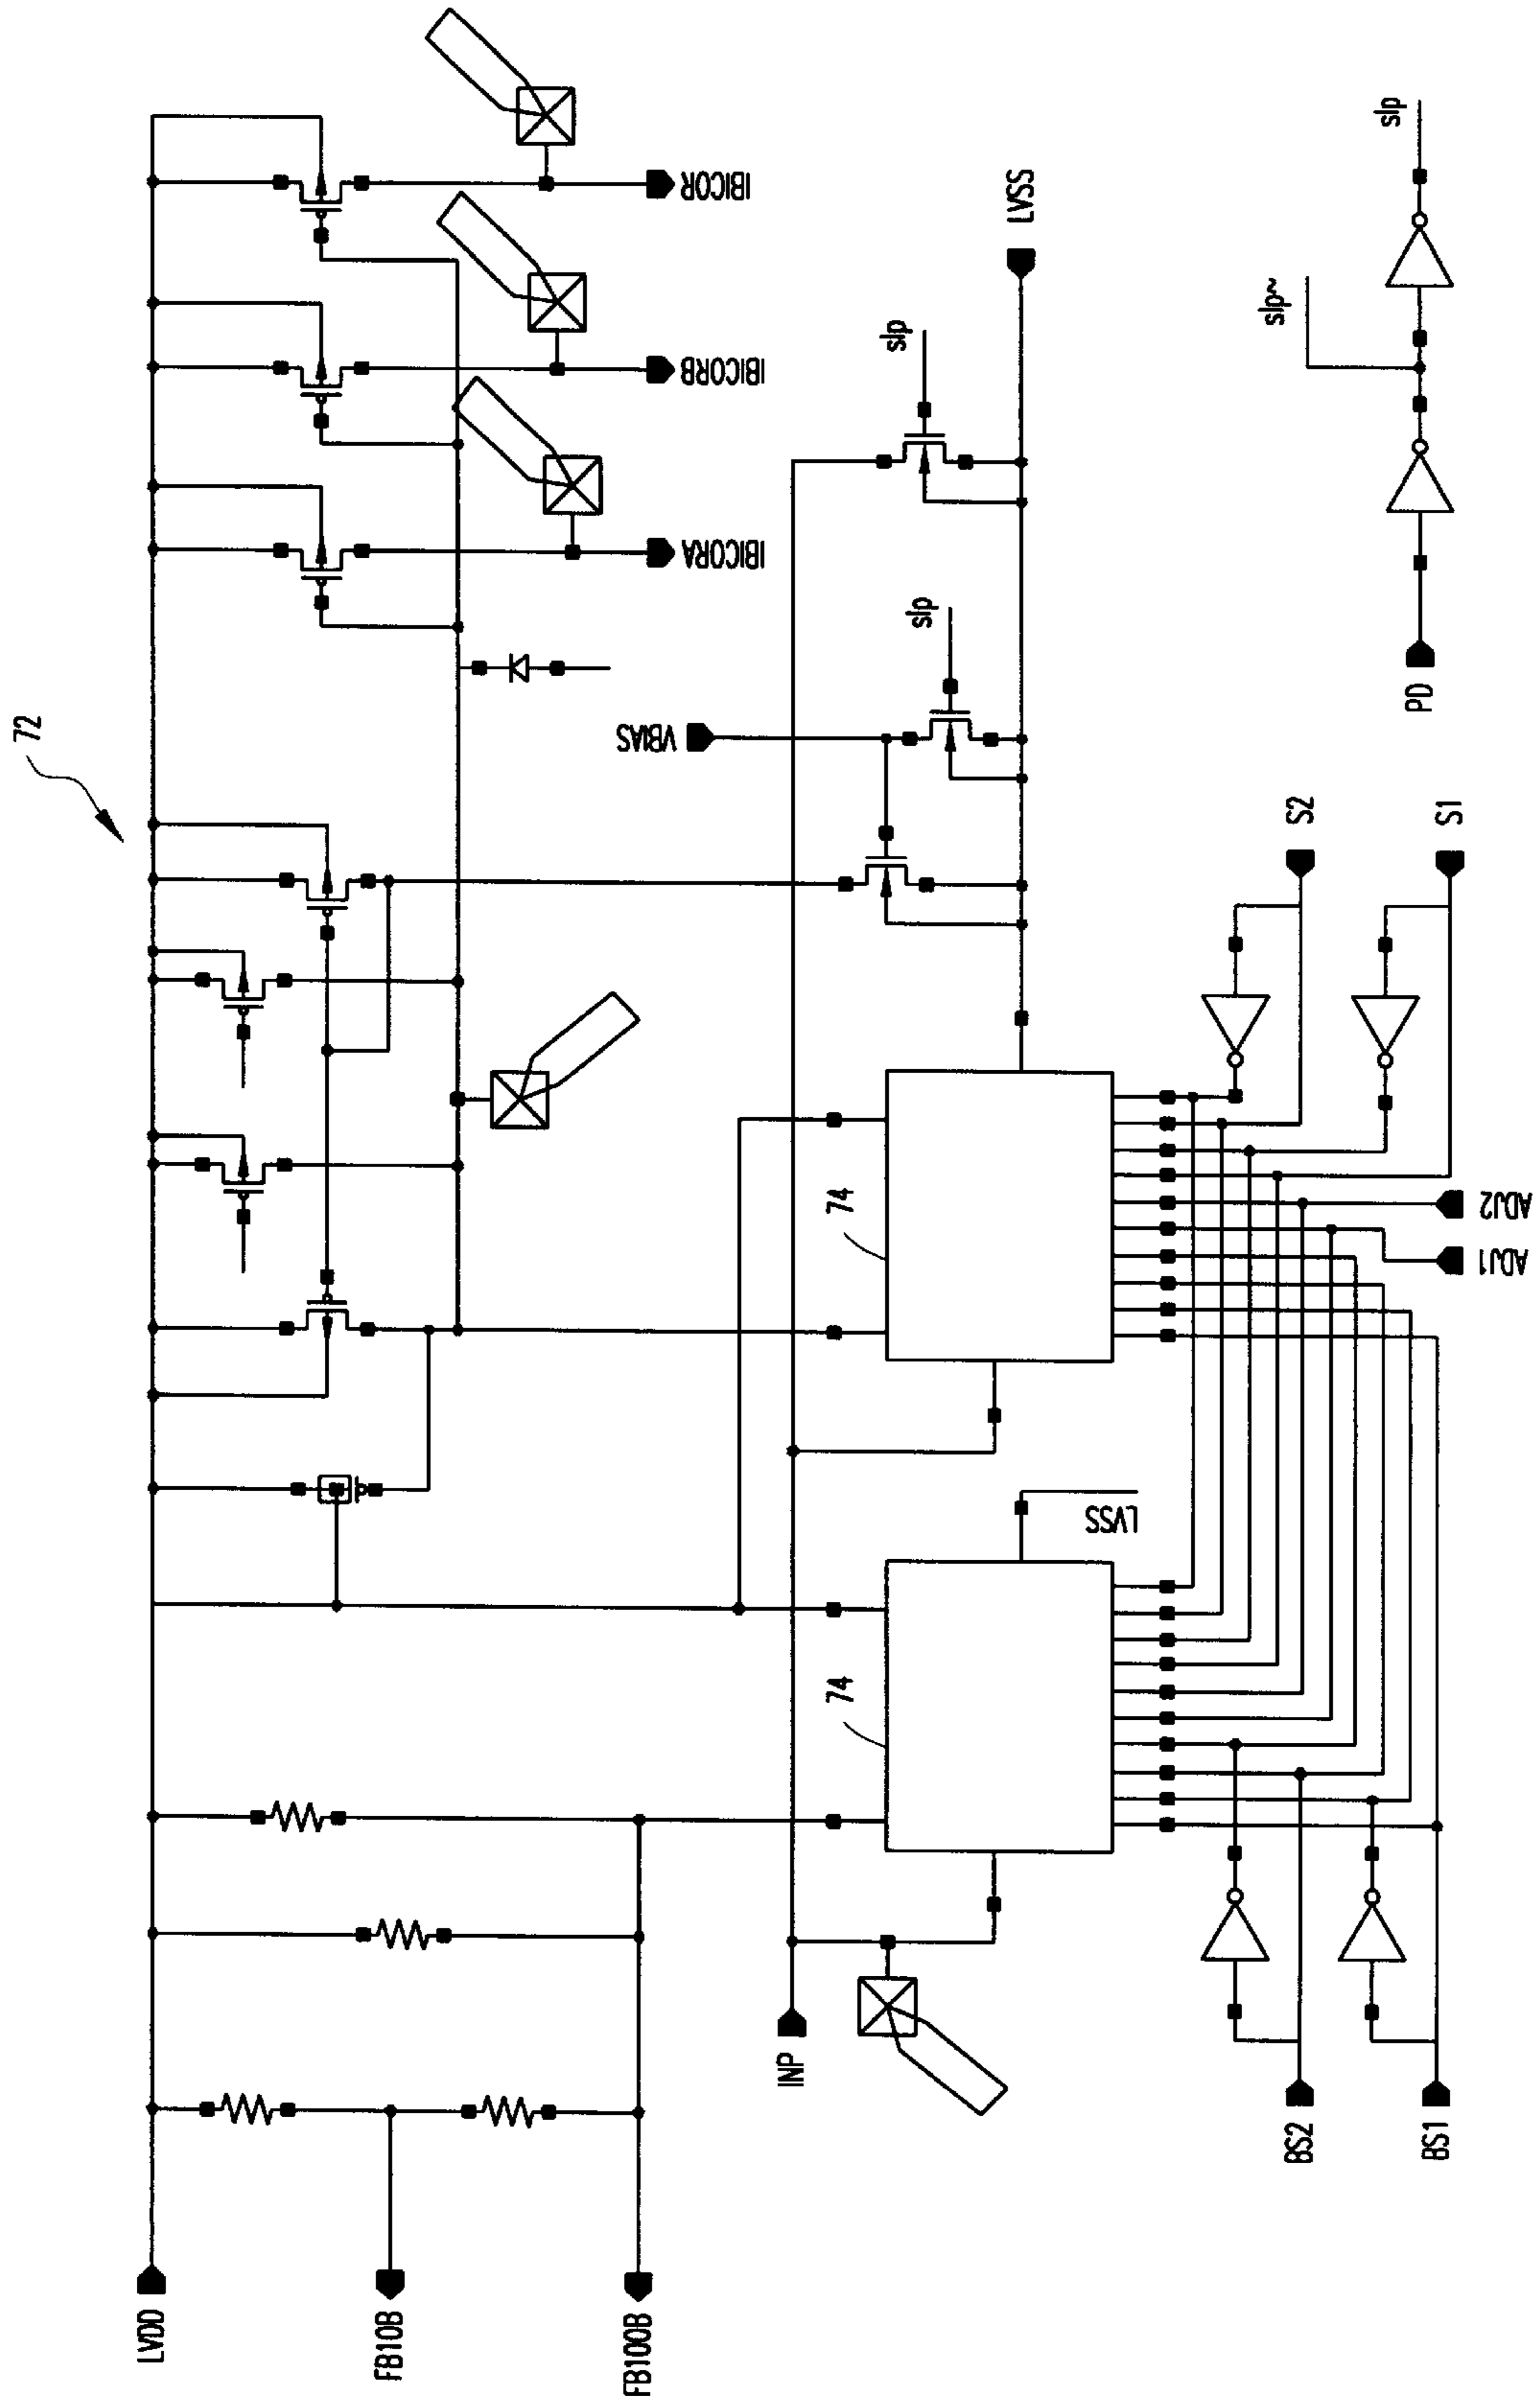 72
LVDD
FB10B
FB100B
IBICORA
IBICORB
IBICOR
INP
VBIAS
slp
slp
LVSS
74
74
LVSS
BS2
BS1
ADJ1
ADJ2
S2
S1
PD
slp~
slp